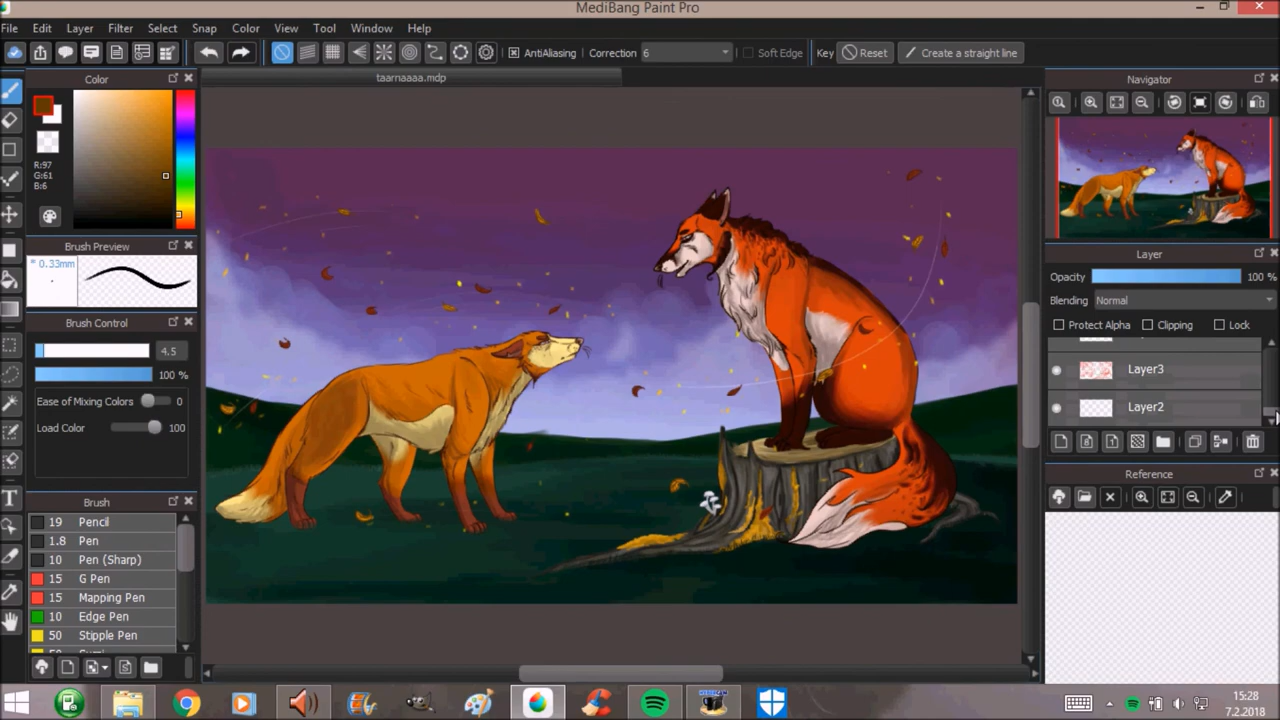 MediBang Paint Pro
File Edit Layer Filter Select Snap Color View Tool Window Help
AntiAliasing Correction 6 Soft Edge Key Reset Create a straight line
Color
taarnaaaa.mdp
Navigator
R:97
G:61
B:6
Brush Preview
* 0.33mm
Layer
Opacity 100 %
Blending Normal
Protect Alpha Clipping Lock
Brush Control
4.5
100 %
Ease of Mixing Colors 0
Load Color 100
Layer3
Layer2
Reference
Brush
19 Pencil
1.8 Pen
10 Pen (Sharp)
15 G Pen
15 Mapping Pen
10 Edge Pen
50 Stipple Pen
15:28
7.2.2018